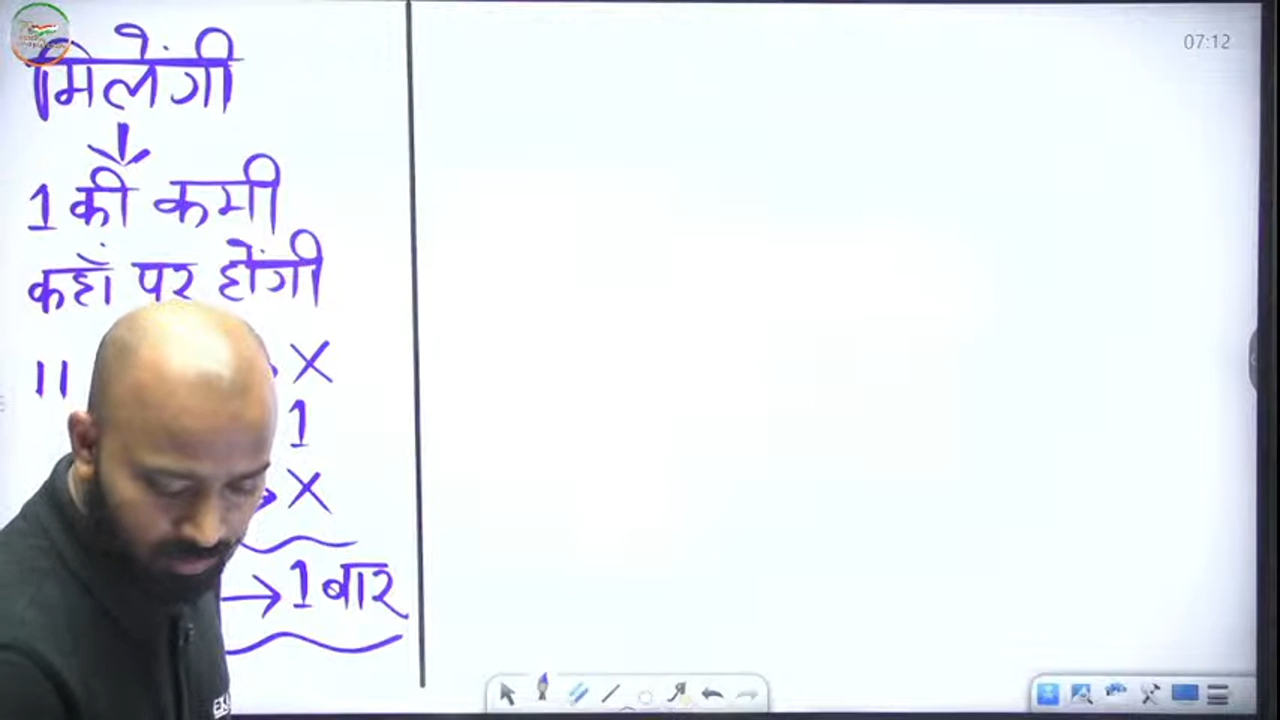 मिलेंगी
07:12
1 की कमी
कहाँ पर होंगी
11 X
1
→ X
→ 1 बार